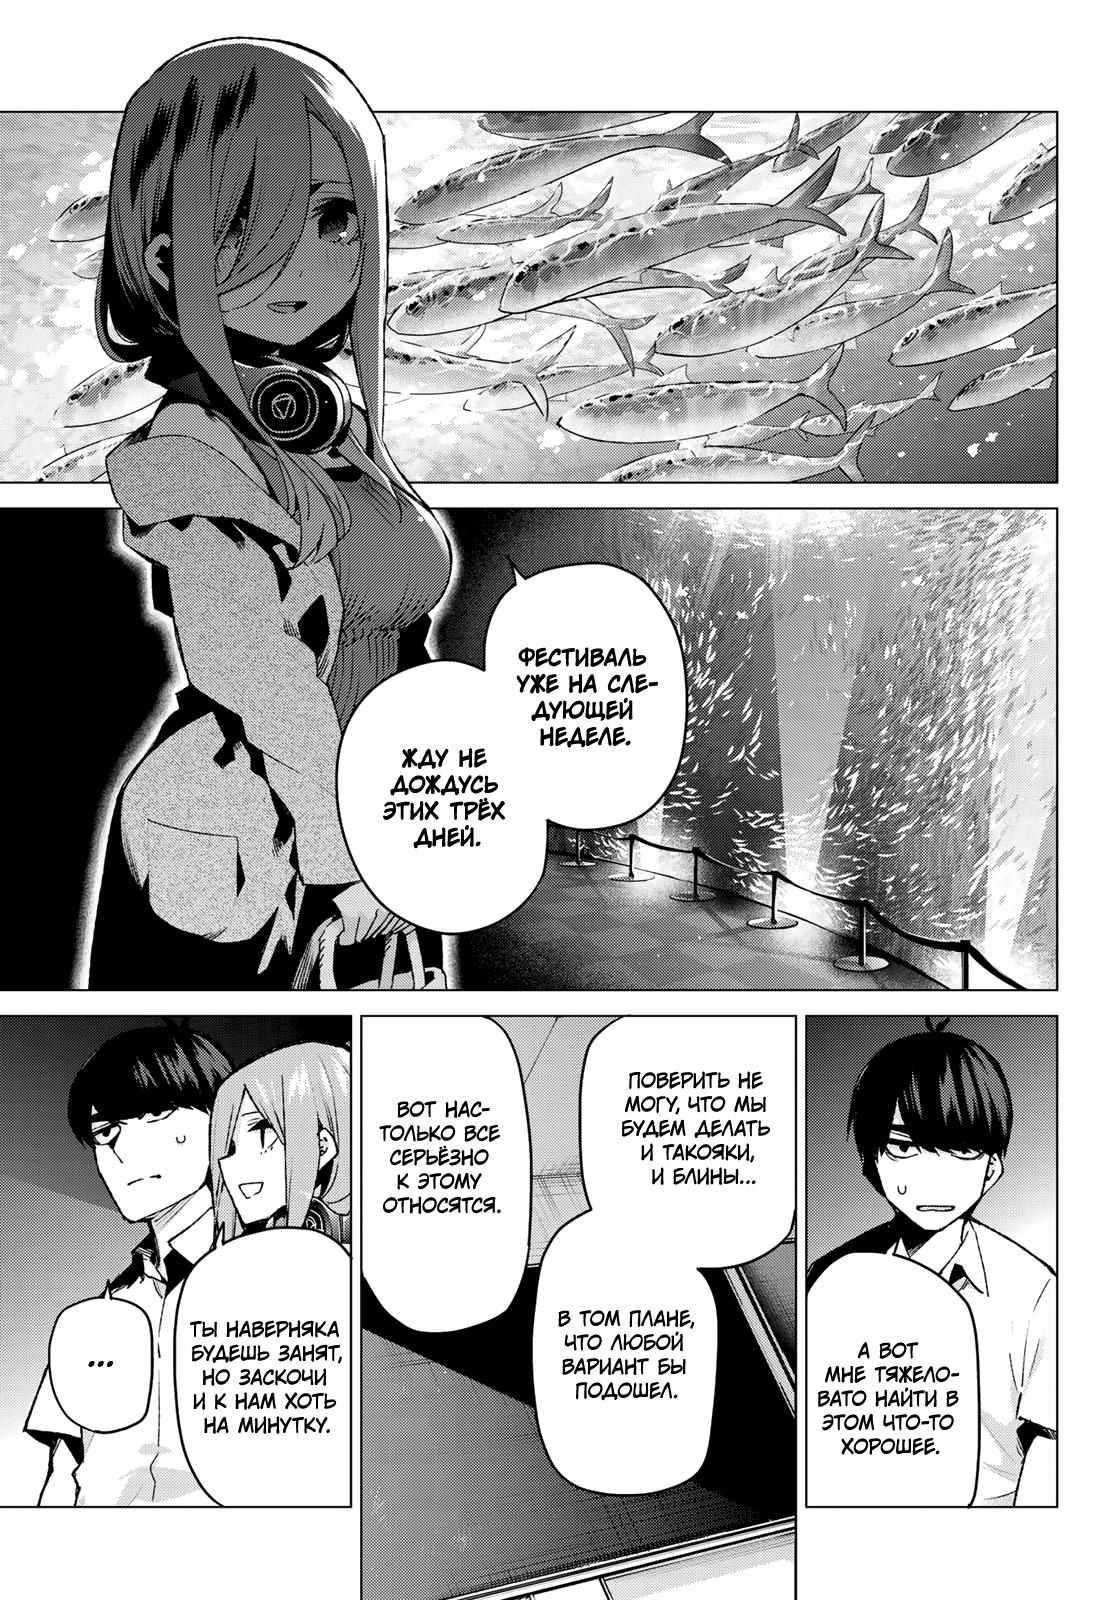 ФЕСТИВАЛЬ
УЖЕ НА СЛЕ-
ДУЮЩЕЙ
НЕДЕЛЕ.
ЖДУ НЕ
ДОЖДУСЬ
ЭТИХ ТРЁХ
ДНЕЙ.
А ВОТ
МНЕ ТЯЖЕЛО-
ВАТО НАЙТИ В
ЭТОМ ЧТО-ТО
ХОРОШЕЕ.
ПОВЕРИТЬ НЕ
МОГУ, ЧТО МЫ
БУДЕМ ДЕЛАТЬ
И ТАКОЯКИ,
И БЛИНЫ...
В ТОМ ПЛАНЕ,
ЧТО ЛЮБОЙ
ВАРИАНТ БЫ
ПОДОШЕЛ.
ВОТ НАС-
ТОЛЬКО ВСЕ
СЕРЬЁЗНО
К ЭТОМУ
ОТНОСЯТСЯ.
ТЫ НАВЕРНЯКА
БУДЕШЬ ЗАНЯТ,
НО ЗАСКОЧИ
И К НАМ ХОТЬ
НА МИНУТКУ.
...